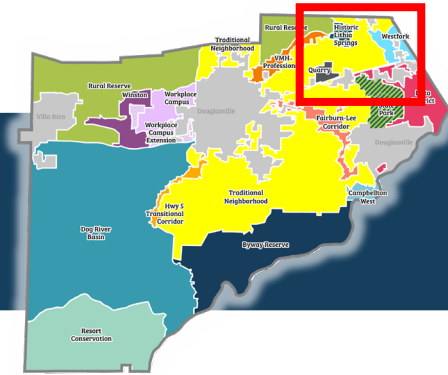 Rural Reserve
Historic
Lithia
Springs
Westfork
Traditional
Neighborhood
VMH
Profession
Quarry
Rural Reserve
Winston
Workplace
Campus
Workplace
Campus
Extension
Villa Rica
Douglasville
Fairburn-Lee
Corridor
Park
Douglasville
Campbellton
West
Traditional
Neighborhood
Hwy 5
Transitional
Corridor
Dog River
Basin
Byway Reserve
Resort
Conservation